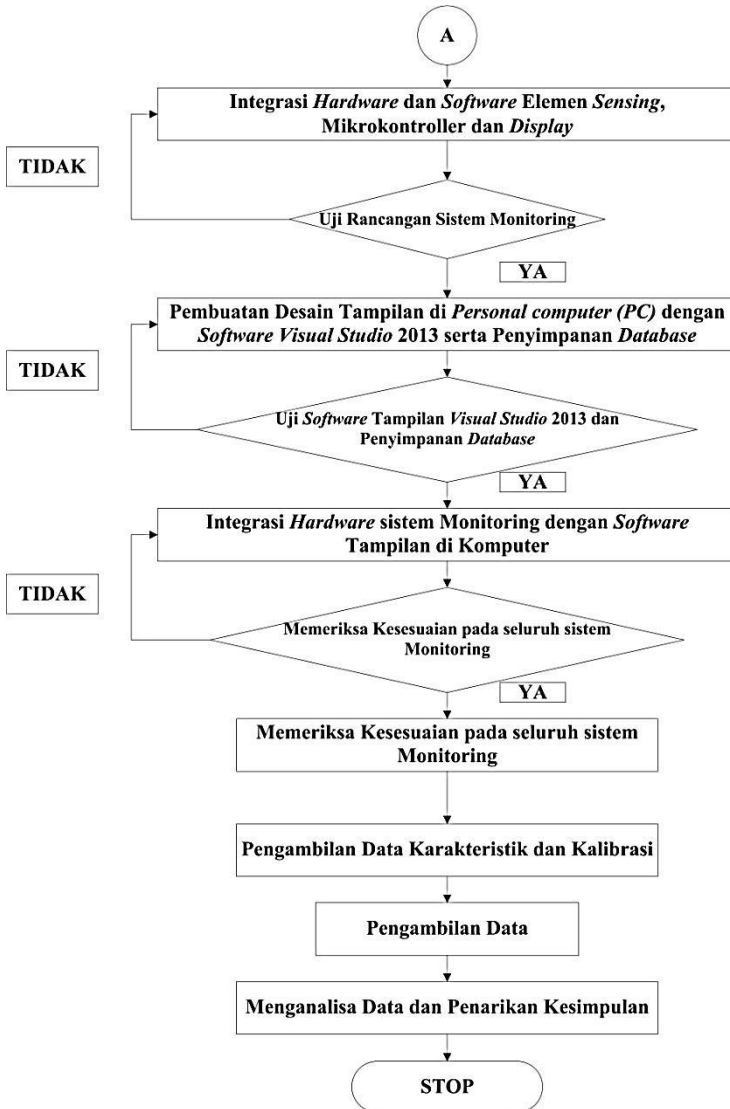 A
Integrasi Hardware dan Software Elemen Sensing,
Mikrokontroller dan Display
TIDAK
Uji Rancangan Sistem Monitoring
YA
Pembuatan Desain Tampilan di Personal computer (PC) dengan
Software Visual Studio 2013 serta Penyimpanan Database
TIDAK
Uji Software Tampilan Visual Studio 2013 dan
Penyimpanan Database
YA
Integrasi Hardware sistem Monitoring dengan Software
Tampilan di Komputer
TIDAK
Memeriksa Kesesuaian pada seluruh sistem
Monitoring
YA
Memeriksa Kesesuaian pada seluruh sistem
Monitoring
Pengambilan Data Karakteristik dan Kalibrasi
Pengambilan Data
Menganalisa Data dan Penarikan Kesimpulan
STOP